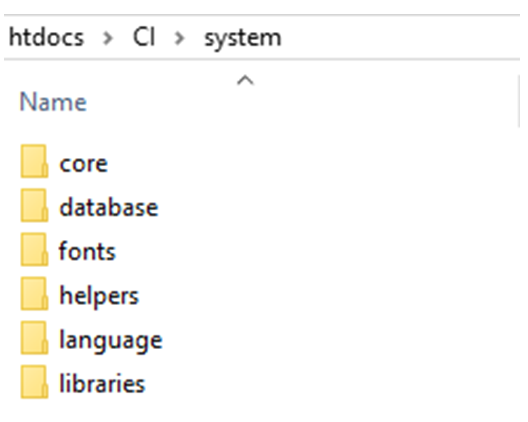 htdocs > CI > system
Name
core
database
fonts
helpers
language
libraries